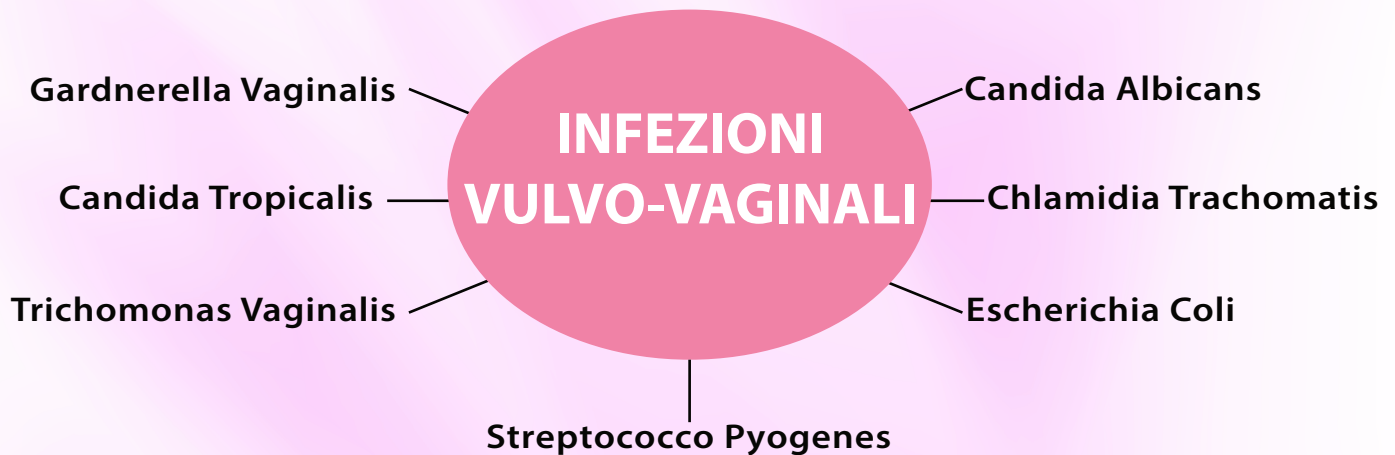 Gardnerella Vaginalis
Candida Albicans
INFEZIONI
VULVO-VAGINALI
Candida Tropicalis
Chlamidia Trachomatis
Trichomonas Vaginalis
Escherichia Coli
Streptococco Pyogenes